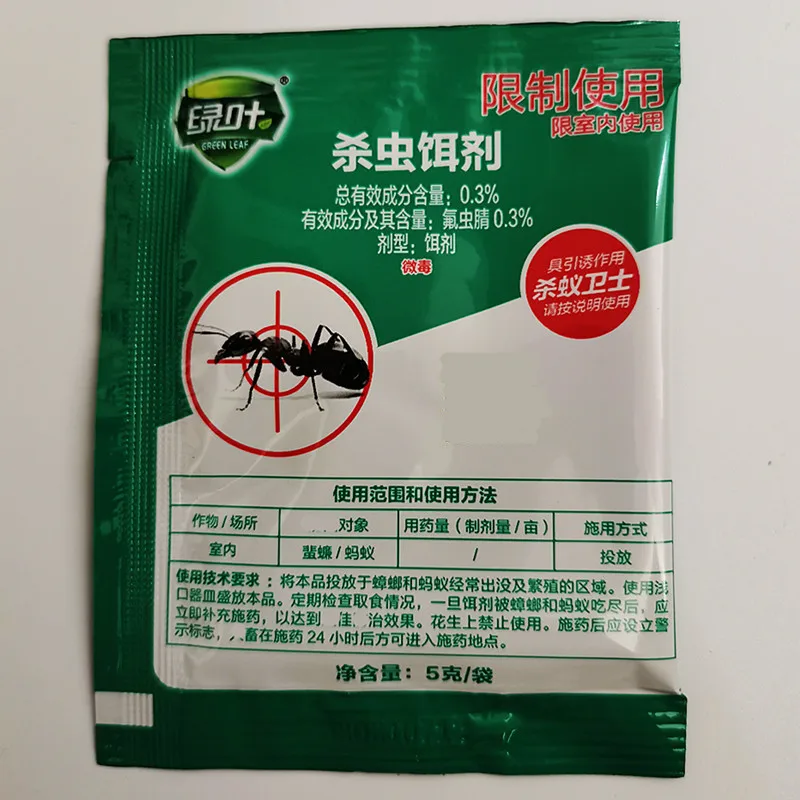 绿叶®
GREEN LEAF
限制使用
限室内使用
杀虫饵剂
总有效成分含量：0.3%
有效成分及其含量：氟虫腈 0.3%
剂型：饵剂
微毒
具引诱作用
杀蚁卫士
请按说明使用
使用范围和使用方法
作物/场所 对象 用药量（制剂量/亩） 施用方式
室内 蜚蠊/蚂蚁 / 投放
使用技术要求：将本品投放于蟑螂和蚂蚁经常出没及繁殖的区域。使用浅
口器皿盛放本品。定期检查取食情况，一旦饵剂被蟑螂和蚂蚁吃尽后，应
立即补充施药，以达到 佳 治效果。花生上禁止使用。施药后应设立警
示标志，畜在施药 24 小时后方可进入施药地点。
净含量：5克/袋